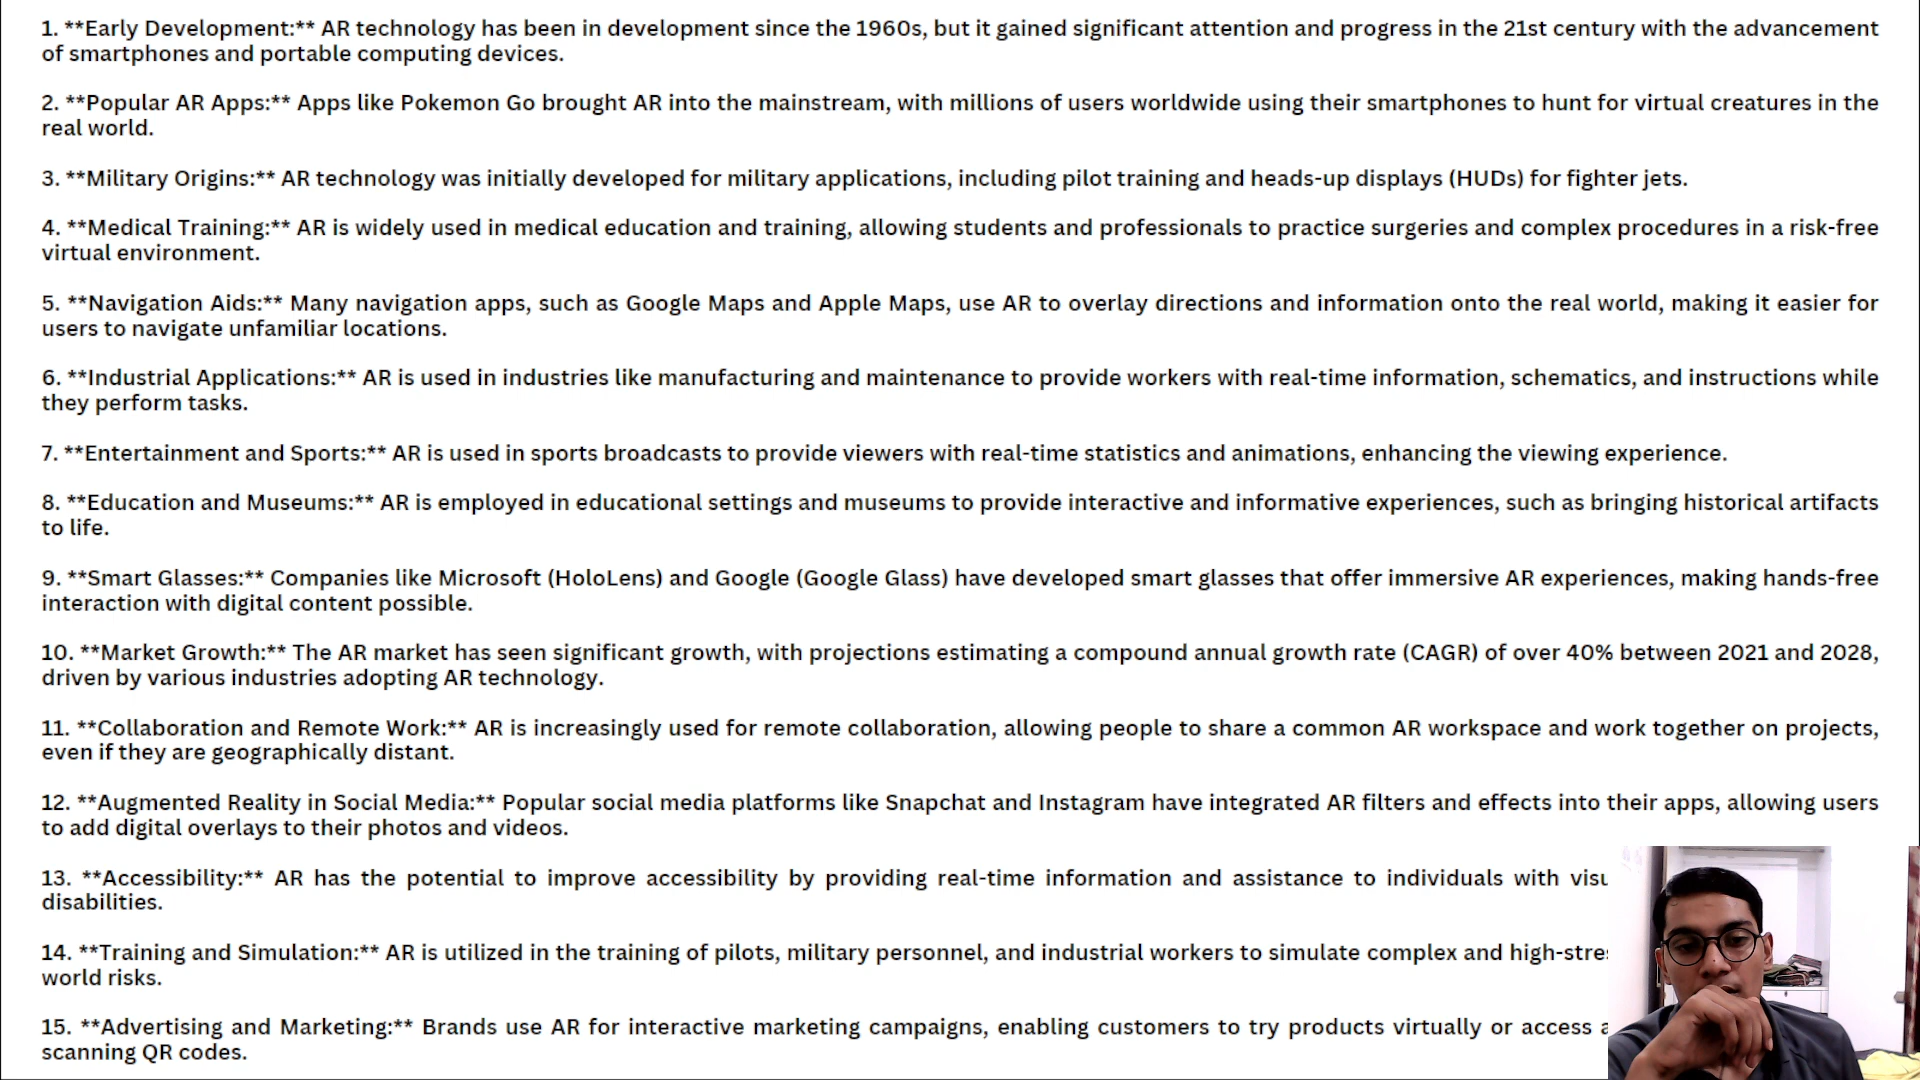 1. **Early Development:** AR technology has been in development since the 1960s, but it gained significant attention and progress in the 21st century with the advancement
of smartphones and portable computing devices.
2. **Popular AR Apps:** Apps like Pokemon Go brought AR into the mainstream, with millions of users worldwide using their smartphones to hunt for virtual creatures in the
real world.
3. **Military Origins:** AR technology was initially developed for military applications, including pilot training and heads-up displays (HUDs) for fighter jets.
4. **Medical Training:** AR is widely used in medical education and training, allowing students and professionals to practice surgeries and complex procedures in a risk-free
virtual environment.
5. **Navigation Aids:** Many navigation apps, such as Google Maps and Apple Maps, use AR to overlay directions and information onto the real world, making it easier for
users to navigate unfamiliar locations.
6. **Industrial Applications:** AR is used in industries like manufacturing and maintenance to provide workers with real-time information, schematics, and instructions while
they perform tasks.
7. **Entertainment and Sports:** AR is used in sports broadcasts to provide viewers with real-time statistics and animations, enhancing the viewing experience.
8. **Education and Museums:** AR is employed in educational settings and museums to provide interactive and informative experiences, such as bringing historical artifacts
to life.
9. **Smart Glasses:** Companies like Microsoft (HoloLens) and Google (Google Glass) have developed smart glasses that offer immersive AR experiences, making hands-free
interaction with digital content possible.
10. **Market Growth:** The AR market has seen significant growth, with projections estimating a compound annual growth rate (CAGR) of over 40% between 2021 and 2028,
driven by various industries adopting AR technology.
11. **Collaboration and Remote Work:** AR is increasingly used for remote collaboration, allowing people to share a common AR workspace and work together on projects,
even if they are geographically distant.
12. **Augmented Reality in Social Media:** Popular social media platforms like Snapchat and Instagram have integrated AR filters and effects into their apps, allowing users
to add digital overlays to their photos and videos.
13. **Accessibility:** AR has the potential to improve accessibility by providing real-time information and assistance to individuals with
disabilities.
14. **Training and Simulation:** AR is utilized in the training of pilots, military personnel, and industrial workers to simulate complex and
world risks.
15. **Advertising and Marketing:** Brands use AR for interactive marketing campaigns, enabling customers to try products virtually or access
scanning QR codes.